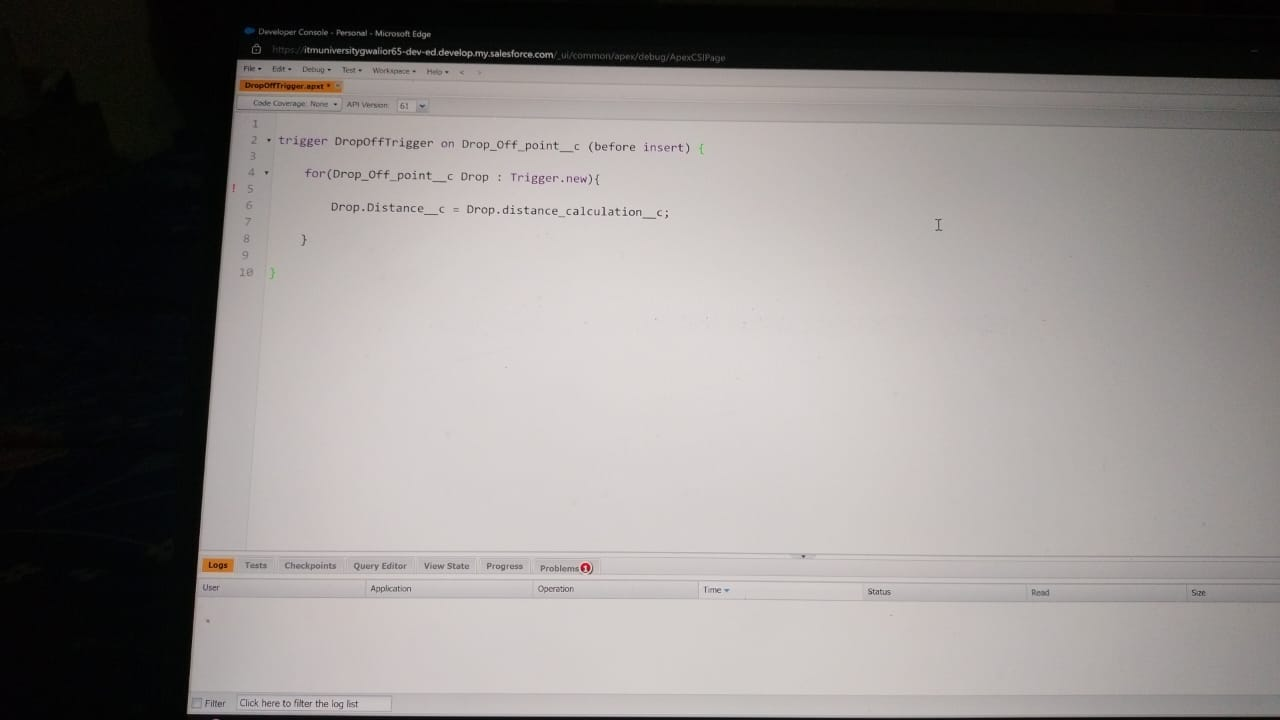 Developer Console - Personal - Microsoft Edge
https://itmuniversitygwalior65-dev-ed.develop.my.salesforce.com/_ui/common/apex/debug/ApexCSIPage
File Edit Debug Test Workspace Help < >
DropOffTrigger.apxt *
Code Coverage: None API Version: 61
1
2 trigger DropOffTrigger on Drop_Off_point__c (before insert) {
3
4 for(Drop_Off_point__c Drop : Trigger.new){
! 5
6 Drop.Distance__c = Drop.distance_calculation__c;
7
8 }
9
10 }
Logs Tests Checkpoints Query Editor View State Progress Problems 1
User Application Operation Time Status Read Size
Filter Click here to filter the log list